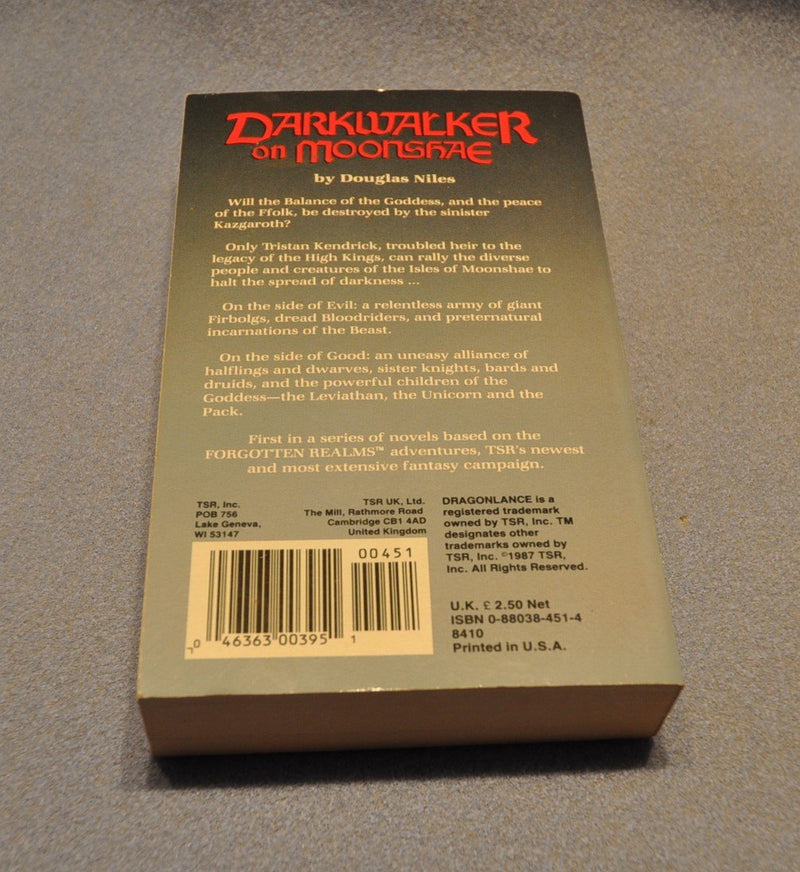 DARKWALKER
on MOONSHAE
by Douglas Niles
Will the Balance of the Goddess, and the peace
of the Ffolk, be destroyed by the sinister
Kazgaroth?
Only Tristan Kendrick, troubled heir to the
legacy of the High Kings, can rally the diverse
people and creatures of the Isles of Moonshae to
halt the spread of darkness ...
On the side of Evil: a relentless army of giant
Firbolgs, dread Bloodriders, and preternatural
incarnations of the Beast.
On the side of Good: an uneasy alliance of
halflings and dwarves, sister knights, bards and
druids, and the powerful children of the
Goddess—the Leviathan, the Unicorn and the
Pack.
First in a series of novels based on the
FORGOTTEN REALMS™ adventures, TSR's newest
and most extensive fantasy campaign.
TSR, Inc.
POB 756
Lake Geneva,
WI 53147
TSR UK, Ltd.
The Mill, Rathmore Road
Cambridge CB1 4AD
United Kingdom
DRAGONLANCE is a
registered trademark
owned by TSR, Inc. TM
designates other
trademarks owned by
TSR, Inc. ©1987 TSR,
Inc. All Rights Reserved.
00451
0 46363 00395 1
U.K. £ 2.50 Net
ISBN 0-88038-451-4
8410
Printed in U.S.A.